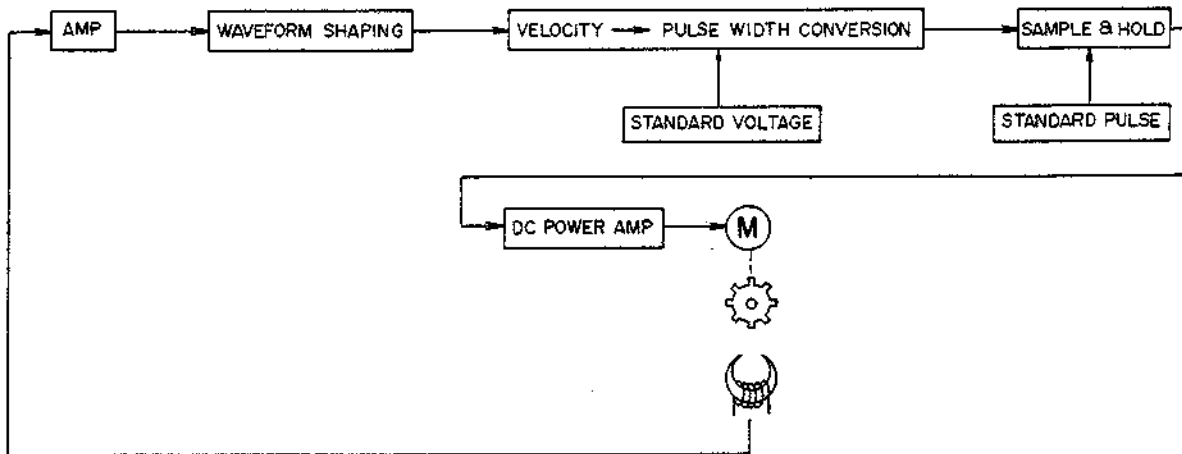 AMP
WAVEFORM SHAPING
VELOCITY → PULSE WIDTH CONVERSION
SAMPLE & HOLD
STANDARD VOLTAGE
STANDARD PULSE
DC POWER AMP
M